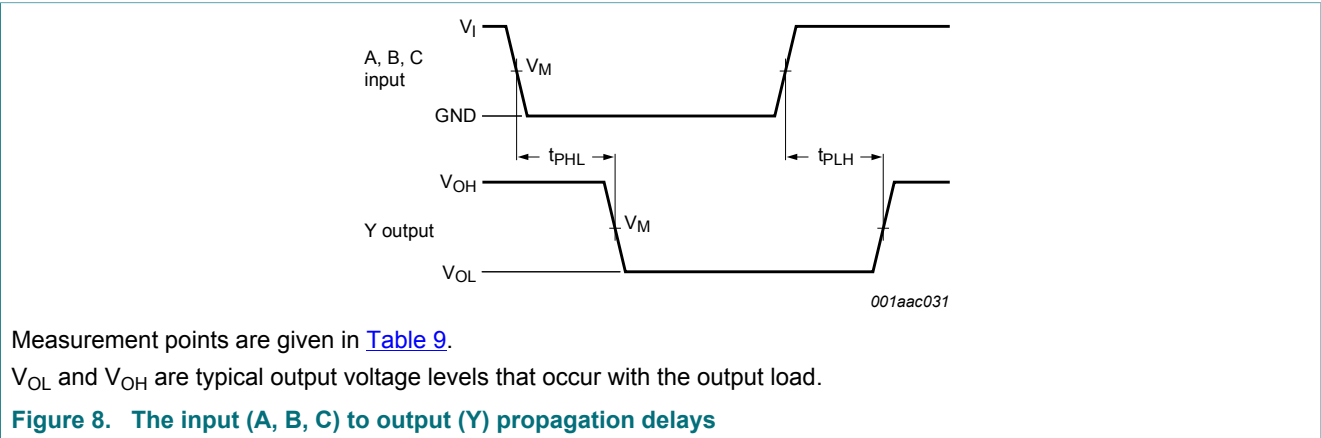 VI
A, B, C
input
VM
GND
tPHL
tPLH
VOH
Y output
VM
VOL
001aac031
Measurement points are given in Table 9.
VOL and VOH are typical output voltage levels that occur with the output load.
Figure 8. The input (A, B, C) to output (Y) propagation delays